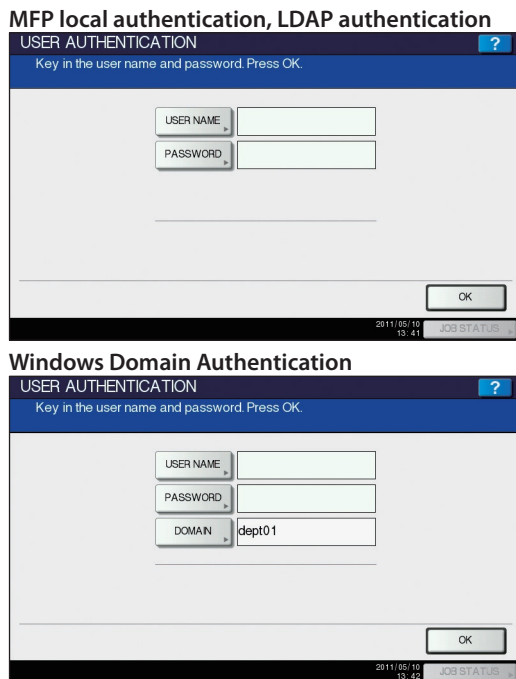 MFP local authentication, LDAP authentication
USER AUTHENTICATION ?
Key in the user name and password. Press OK.
USER NAME
PASSWORD
OK
2011/05/10
13:41 JOB STATUS
Windows Domain Authentication
USER AUTHENTICATION ?
Key in the user name and password. Press OK.
USER NAME
PASSWORD
DOMAIN dept01
OK
2011/05/10
13:42 JOB STATUS